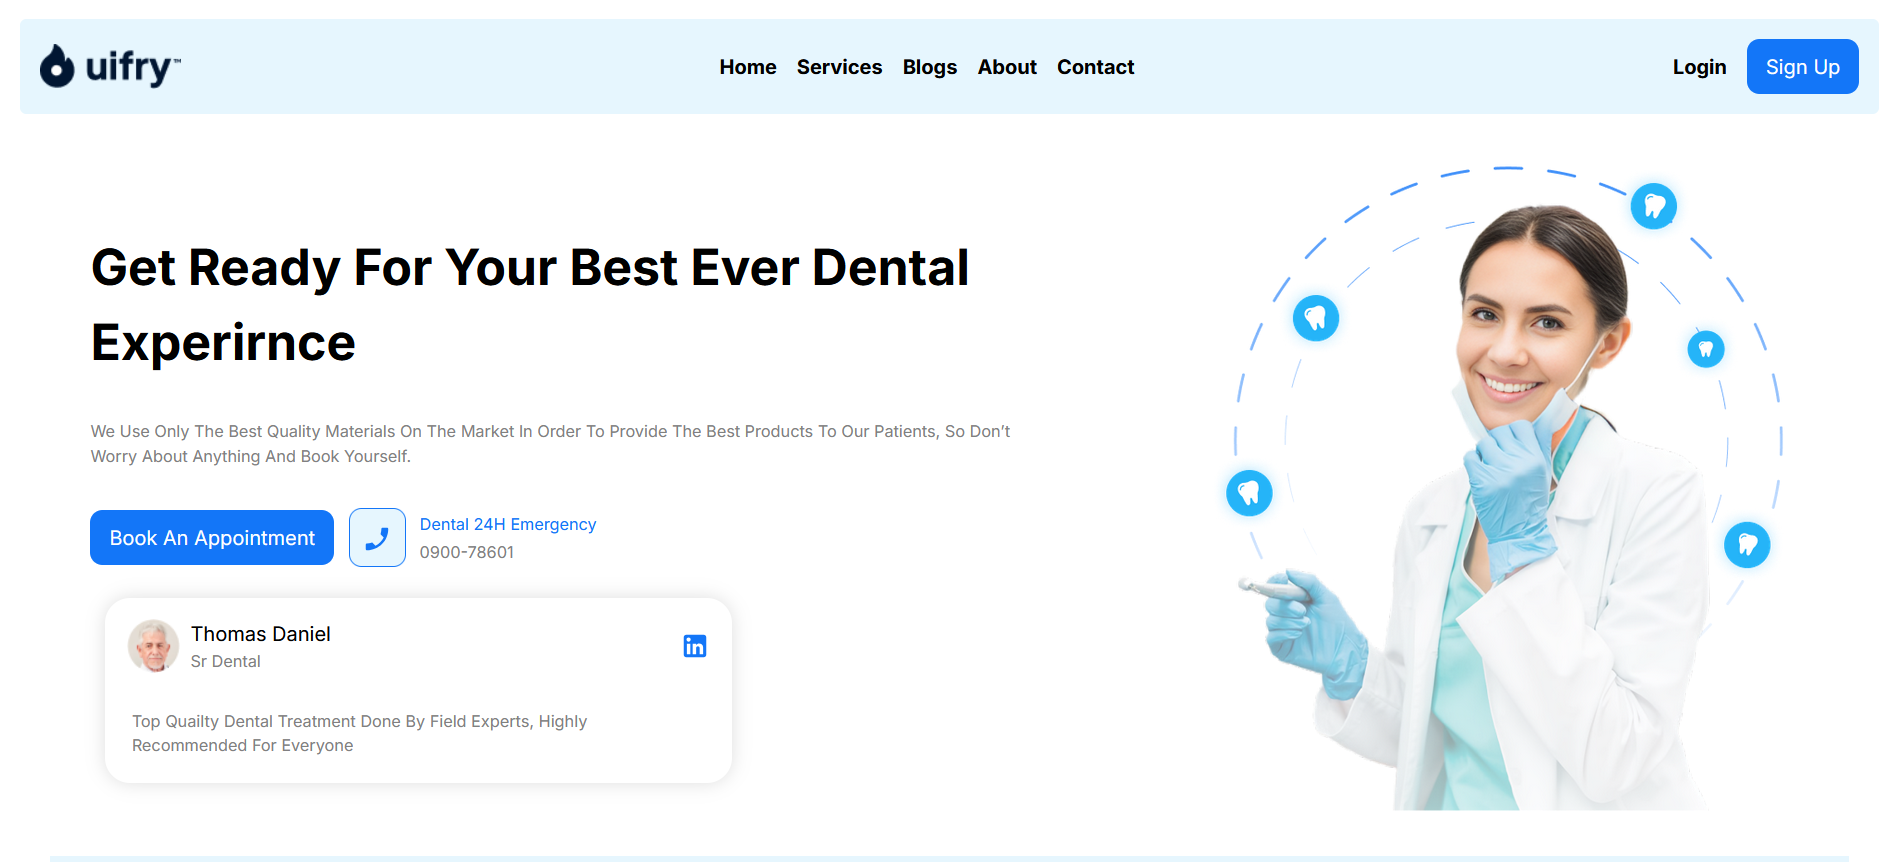 uifry™
Home Services Blogs About Contact
Login
Sign Up
Get Ready For Your Best Ever Dental
Experirnce
We Use Only The Best Quality Materials On The Market In Order To Provide The Best Products To Our Patients, So Don’t
Worry About Anything And Book Yourself.
Book An Appointment
Dental 24H Emergency
0900-78601
Thomas Daniel
Sr Dental
in
Top Quailty Dental Treatment Done By Field Experts, Highly
Recommended For Everyone